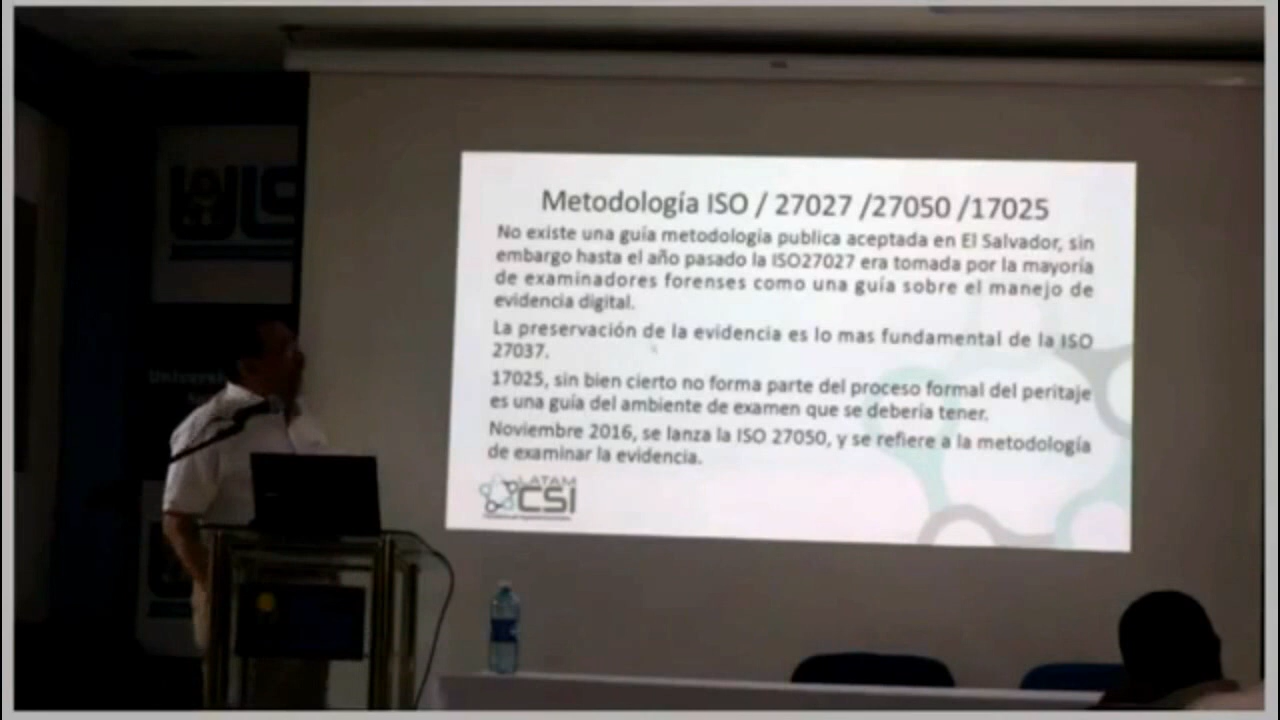 Metodología ISO / 27027 /27050 /17025
No existe una guía metodología publica aceptada en El Salvador, sin
embargo hasta el año pasado la ISO27027 era tomada por la mayoría
de examinadores forenses como una guía sobre el manejo de
evidencia digital.
La preservación de la evidencia es lo mas fundamental de la ISO
27037.
17025, sin bien cierto no forma parte del proceso formal del peritaje
es una guía del ambiente de examen que se debería tener.
Noviembre 2016, se lanza la ISO 27050, y se refiere a la metodología
de examinar la evidencia.
LATAM
CSI